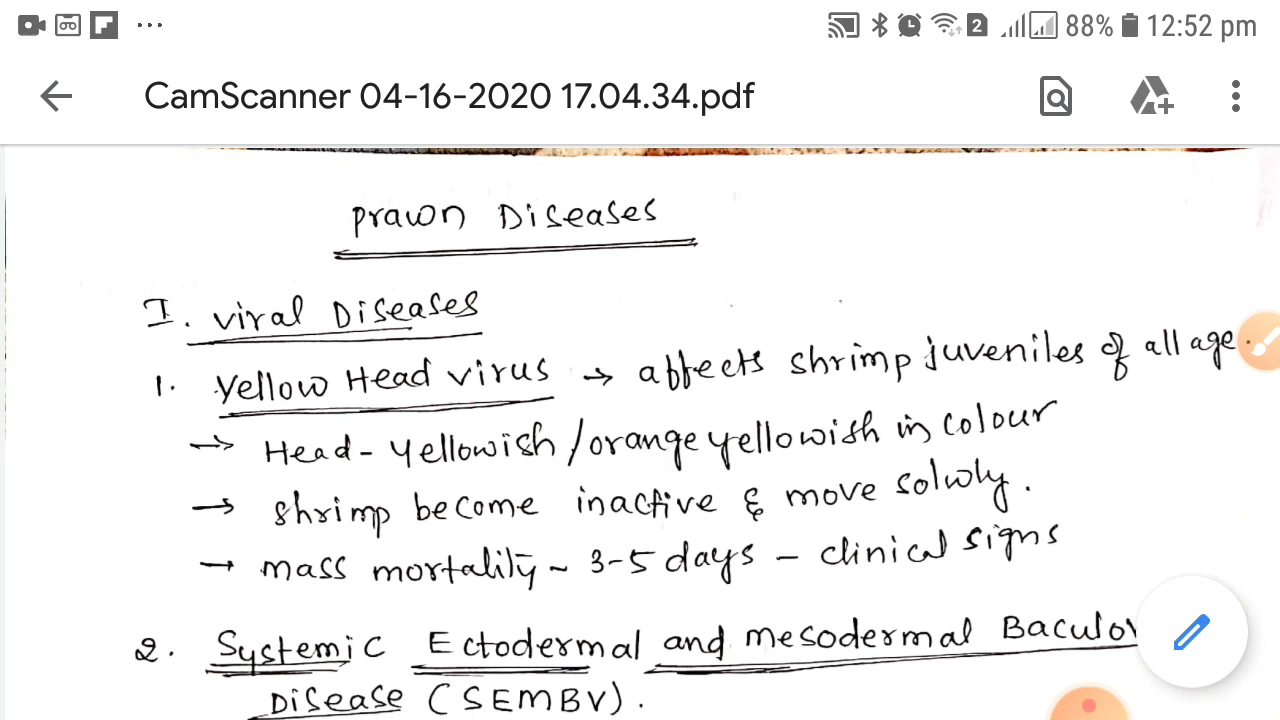 2 88% 12:52 pm
CamScanner 04-16-2020 17.04.34.pdf
Prawn Diseases
I. viral Diseases
1. Yellow Head virus → affects shrimp juveniles of all age.
→ Head - Yellowish / orange yellowish in colour
→ shrimp become inactive & move solwly.
→ mass mortality - 3-5 days - clinical signs
2. Systemic Ectodermal and mesodermal
Disease (SEMBV).